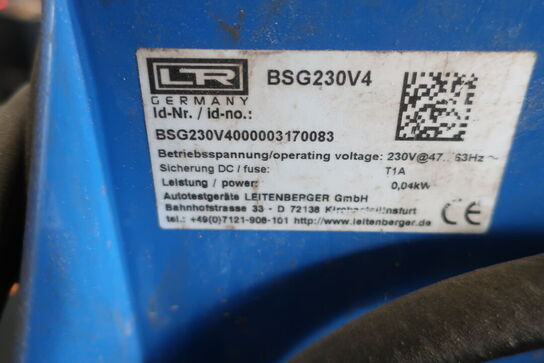 LTR
BSG230V4
GERMANY
Id-Nr. / id-no.:
BSG230V4000003170083
Betriebsspannung/operating voltage: 230V@47..63Hz ~
Sicherung DC / fuse: T1A
Leistung / power: 0,04kW
Autotestgeräte LEITENBERGER GmbH
Bahnhofstrasse 33 - D 72138
tel.: +49(0)7121-908-101 http://www.leitenberger.de
CE